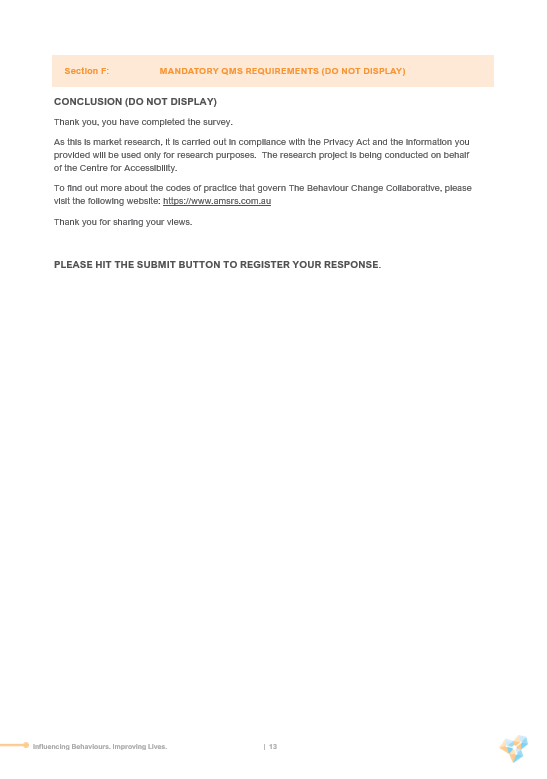 Section F: MANDATORY QMS REQUIREMENTS (DO NOT DISPLAY)
CONCLUSION (DO NOT DISPLAY)
Thank you, you have completed the survey.
As this is market research, it is carried out in compliance with the Privacy Act and the information you
provided will be used only for research purposes.  The research project is being conducted on behalf
of the Centre for Accessibility.
To find out more about the codes of practice that govern The Behaviour Change Collaborative, please
visit the following website: https://www.amsrs.com.au
Thank you for sharing your views.
PLEASE HIT THE SUBMIT BUTTON TO REGISTER YOUR RESPONSE.
Influencing Behaviours. Improving Lives. | 13